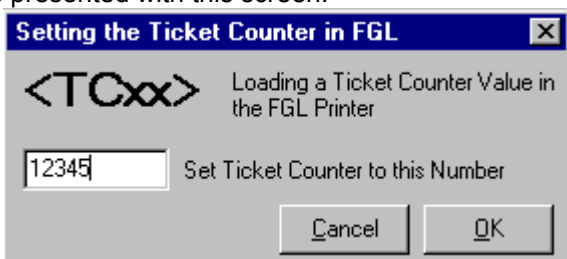 presented with this screen.
Setting the Ticket Counter in FGL
<TCxx>
Loading a Ticket Counter Value in
the FGL Printer
12345
Set Ticket Counter to this Number
Cancel
OK